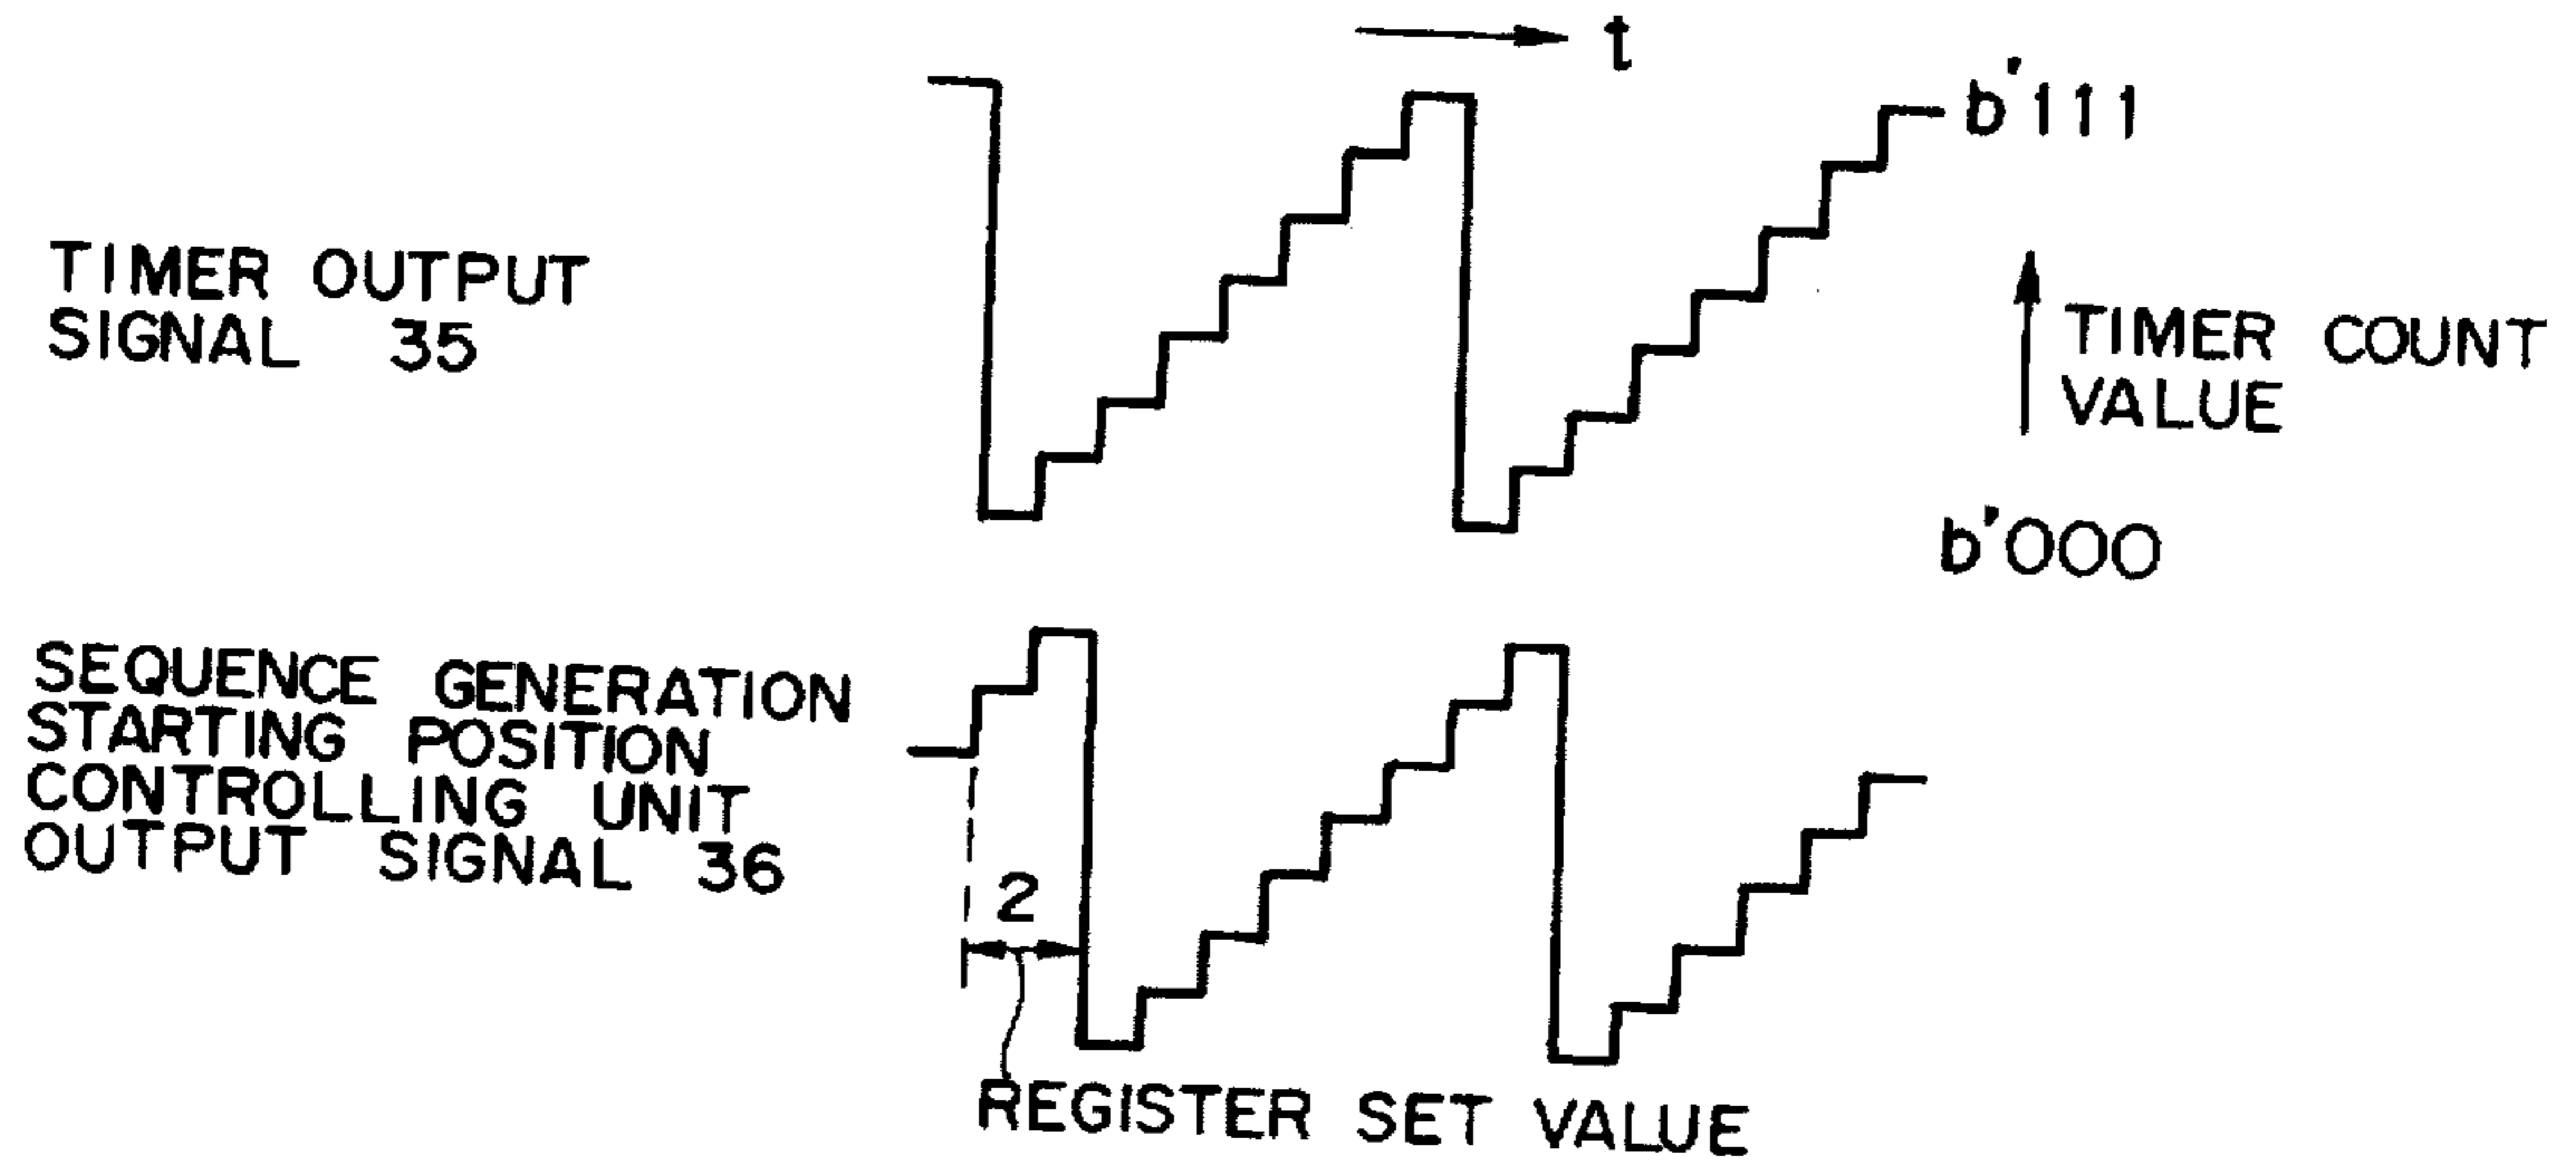 t
b'111
TIMER OUTPUT
SIGNAL 35
TIMER COUNT
VALUE
b'000
SEQUENCE GENERATION
STARTING POSITION
CONTROLLING UNIT
OUTPUT SIGNAL 36
2
REGISTER SET VALUE